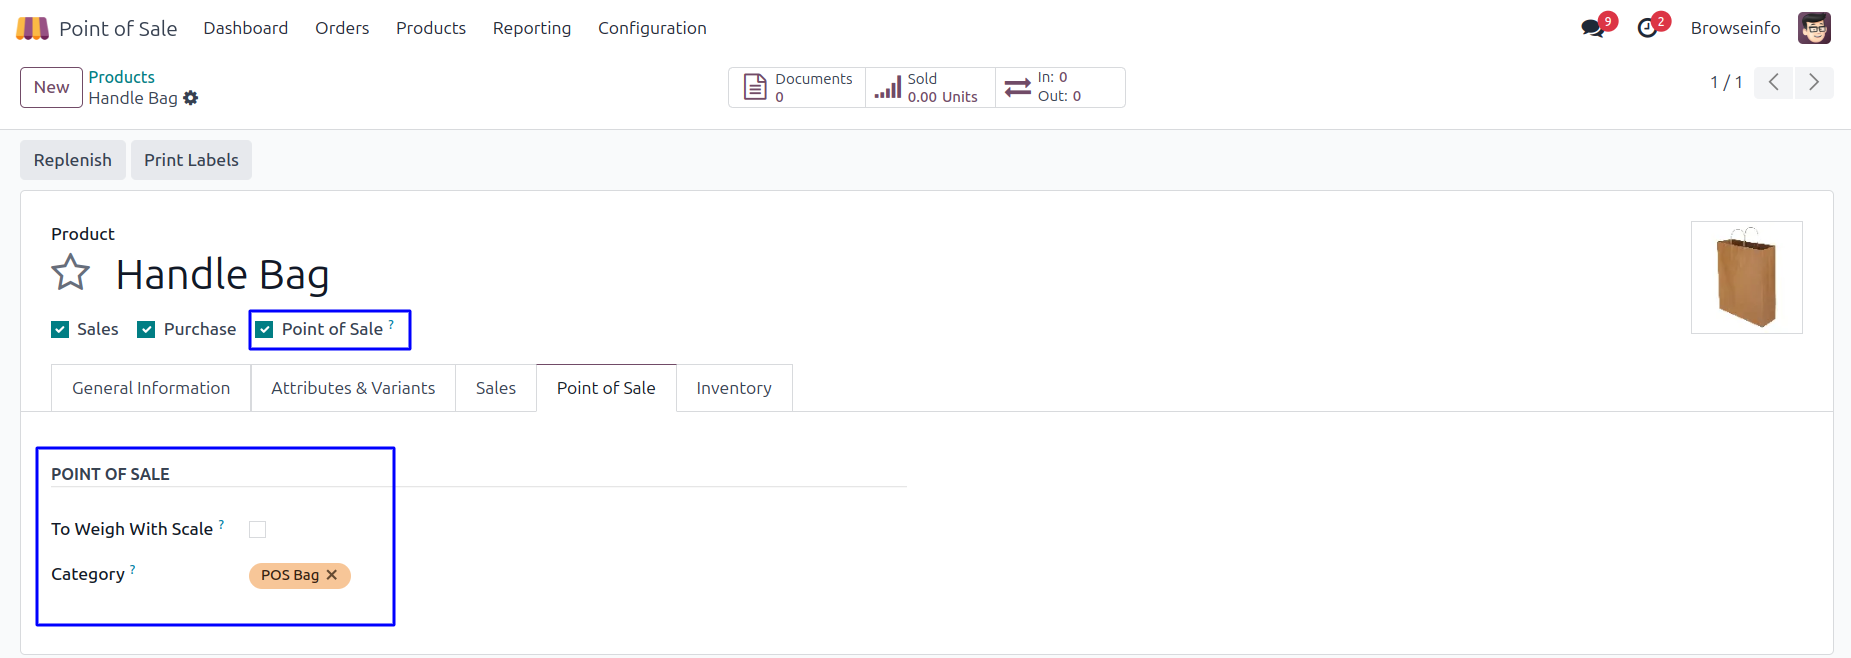 Point of Sale Dashboard Orders Products Reporting Configuration 9 2 Browseinfo
New Products Handle Bag
Documents 0 Sold 0.00 Units In: 0 Out: 0 1 / 1
Replenish Print Labels
Product
Handle Bag
Sales Purchase Point of Sale ?
General Information Attributes & Variants Sales Point of Sale Inventory
POINT OF SALE
To Weigh With Scale ?
Category ? POS Bag ✕